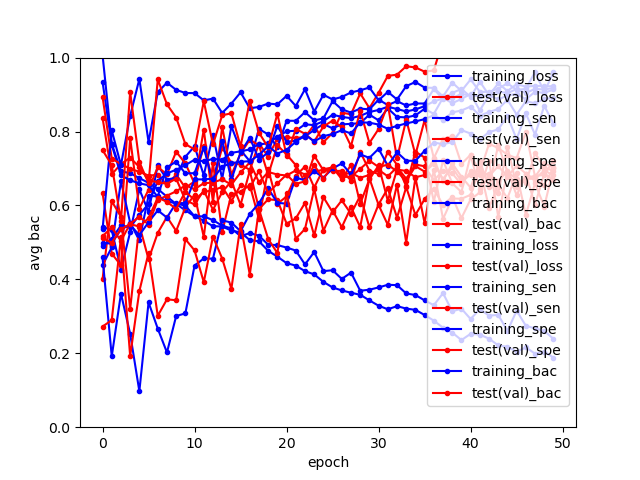 1.0
0.8
0.6
0.4
0.2
0.0
avg bac
0
10
20
30
40
50
epoch
training_loss
test(val)_loss
training_sen
test(val)_sen
training_spe
test(val)_spe
training_bac
test(val)_bac
training_loss
test(val)_loss
training_sen
test(val)_sen
training_spe
test(val)_spe
training_bac
test(val)_bac